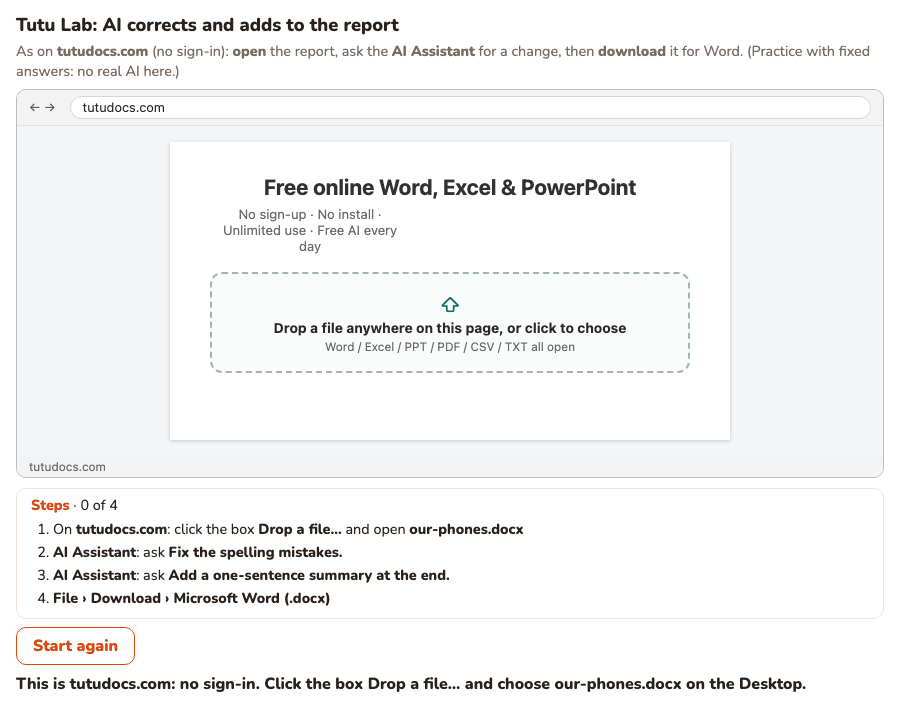 Tutu Lab: AI corrects and adds to the report
As on tutudocs.com (no sign-in): open the report, ask the AI Assistant for a change, then download it for Word. (Practice with fixed
answers: no real AI here.)
← → tutudocs.com
Free online Word, Excel & PowerPoint
No sign-up · No install ·
Unlimited use · Free AI every
day
Drop a file anywhere on this page, or click to choose
Word / Excel / PPT / PDF / CSV / TXT all open
tutudocs.com
Steps · 0 of 4
1. On tutudocs.com: click the box Drop a file... and open our-phones.docx
2. AI Assistant: ask Fix the spelling mistakes.
3. AI Assistant: ask Add a one-sentence summary at the end.
4. File › Download › Microsoft Word (.docx)
Start again
This is tutudocs.com: no sign-in. Click the box Drop a file... and choose our-phones.docx on the Desktop.